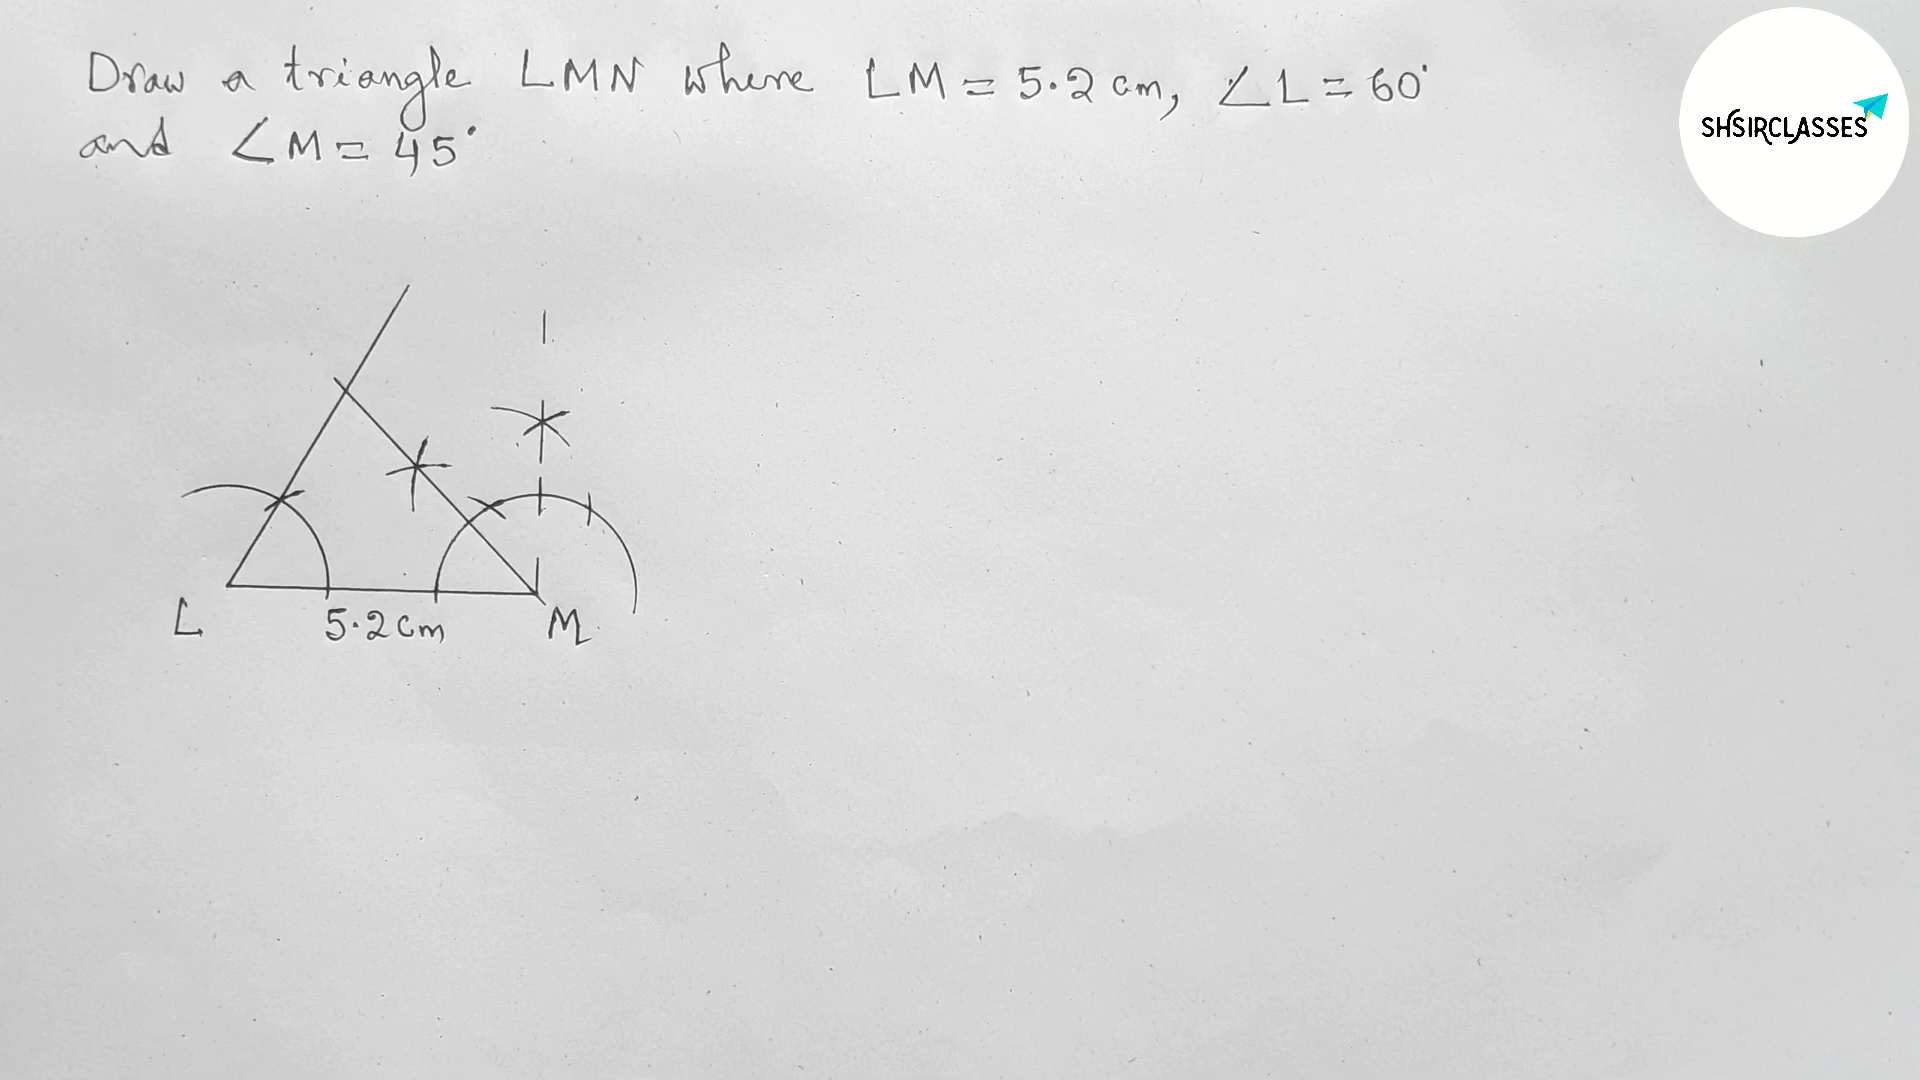 Draw a triangle LMN where LM = 5.2 cm, ∠L = 60°
and ∠M = 45°
SHSIRCLASSES
L 5.2 cm M